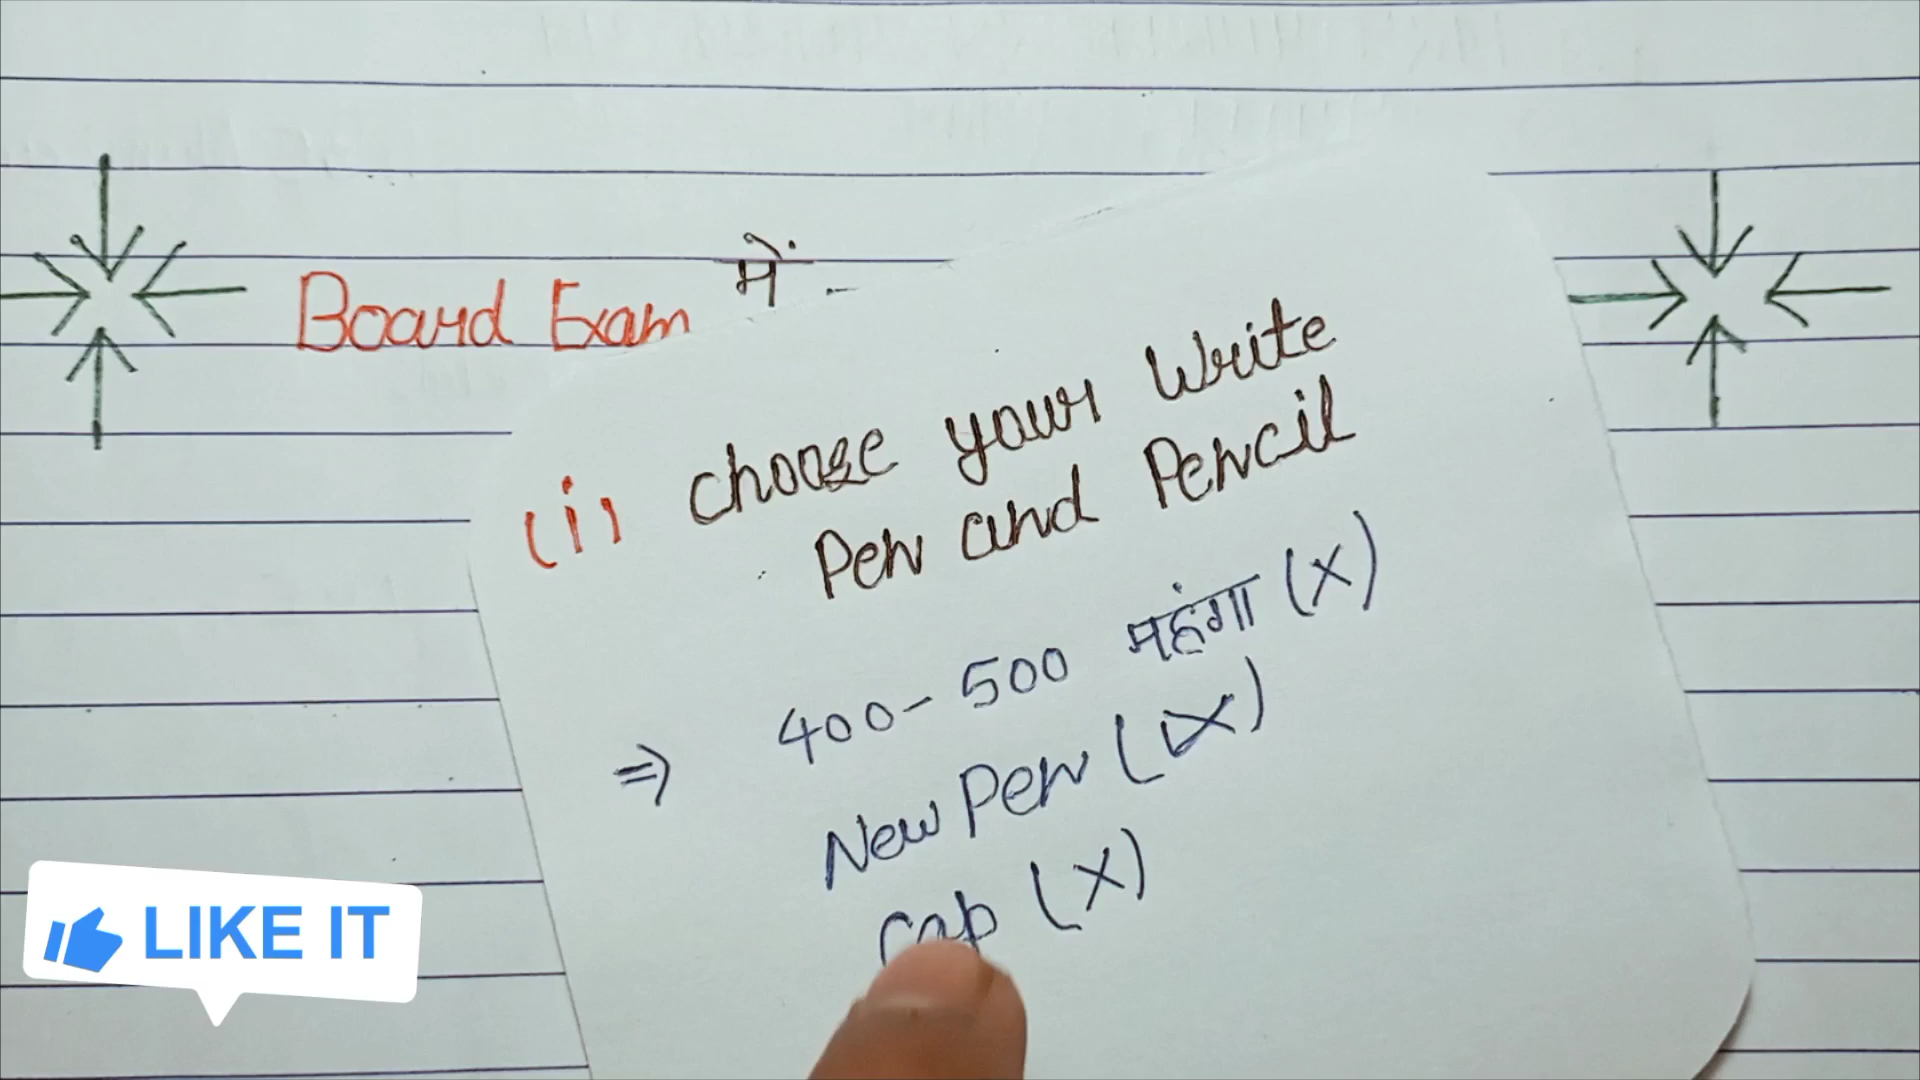 Board Exam में -
(i) choose your Write
Pen and Pencil
⇒ 400-500 महंगा (X)
New Pen (X)
Cap (X)
LIKE IT